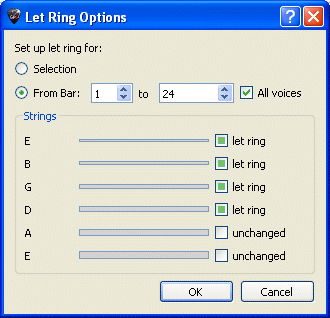 Let Ring Options
Set up let ring for:
Selection
From Bar: 1 to 24 All voices
Strings
E let ring
B let ring
G let ring
D let ring
A unchanged
E unchanged
OK Cancel